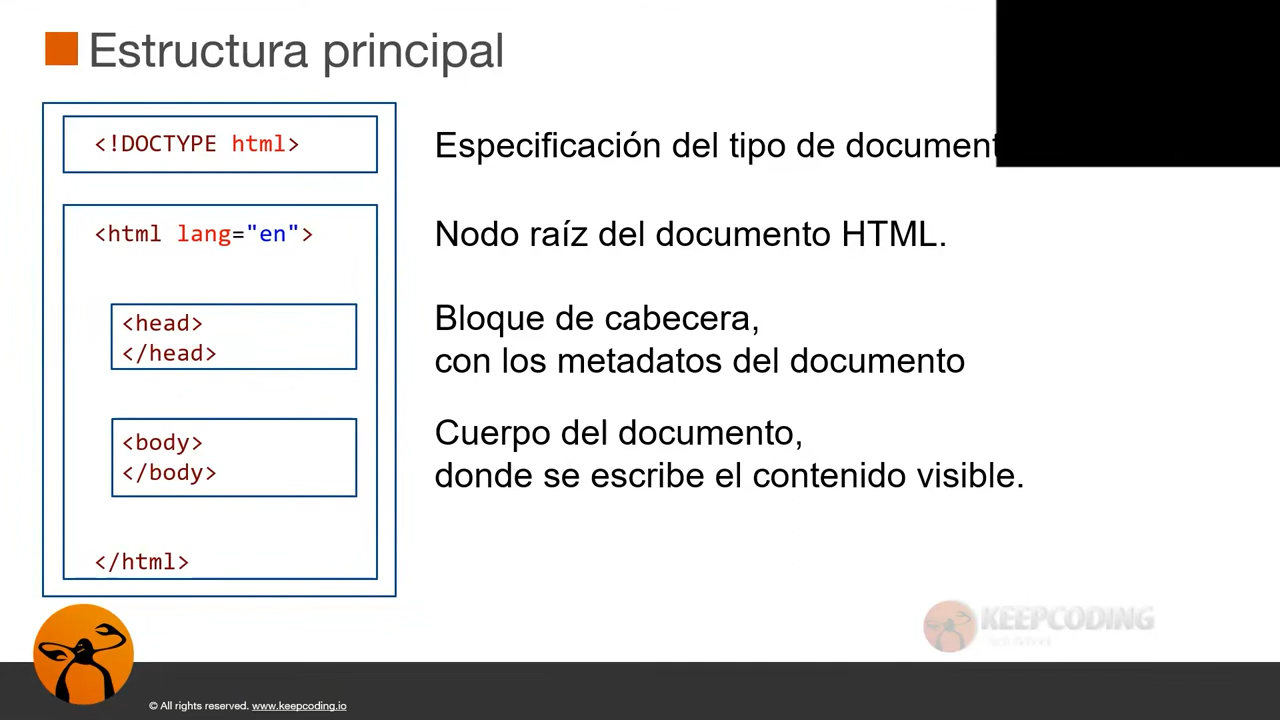 Estructura principal
<!DOCTYPE html>
Especificación del tipo de document
<html lang="en">
Nodo raíz del documento HTML.
<head>
</head>
Bloque de cabecera,
con los metadatos del documento
<body>
</body>
Cuerpo del documento,
donde se escribe el contenido visible.
</html>
KEEPCODING
© All rights reserved. www.keepcoding.io